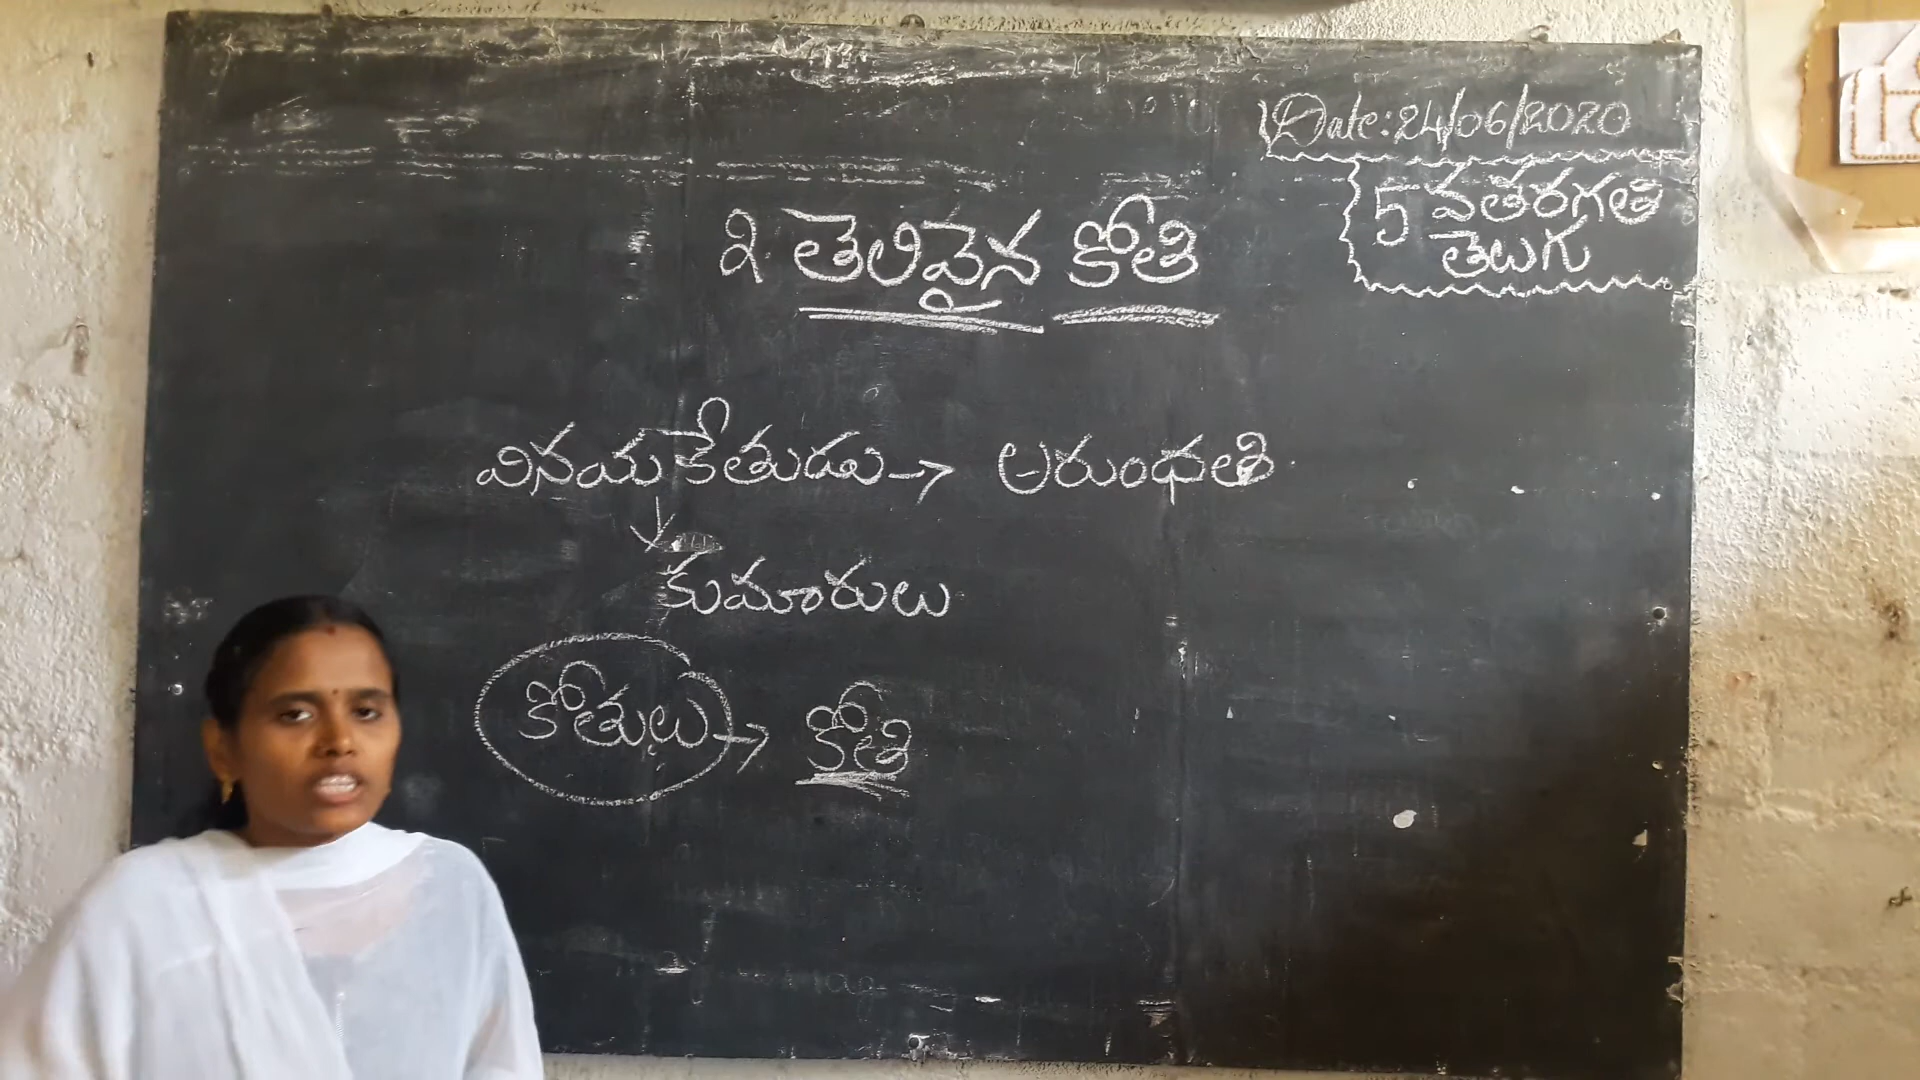 Date: 24/06/2020
5 వతరగతి
తెలుగు
2. తెలివైన కోతి
వినయకేతుడు → అరుంధతి
కుమారులు
కోతులు → కోతి